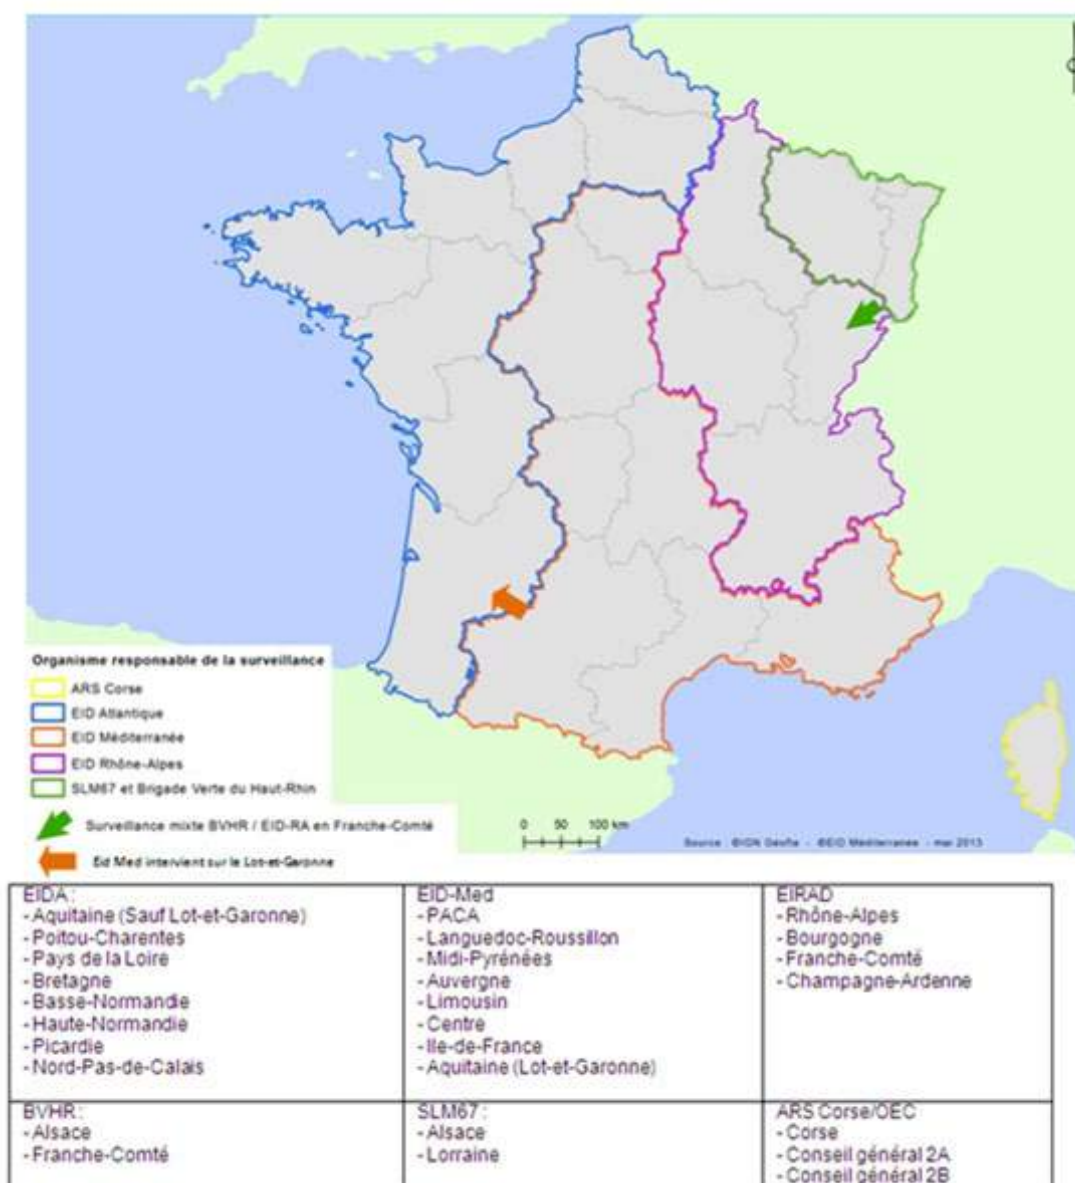 Organisme responsable de la surveillance
ARS Corse
EID Atlantique
EID Méditerranée
EID Rhône-Alpes
SLM67 et Brigade Verte du Haut-Rhin
Surveillance mixte BVHR / EID-RA en Franche-Comté
Eid Med intervient sur le Lot-et-Garonne
0 50 100 km
Source : ©IGN Géofla - ©EID Méditerranée - mai 2013
EIDA :
- Aquitaine (Sauf Lot-et-Garonne)
- Poitou-Charentes
- Pays de la Loire
- Bretagne
- Basse-Normandie
- Haute-Normandie
- Picardie
- Nord-Pas-de-Calais
EID-Med
- PACA
- Languedoc-Roussillon
- Midi-Pyrénées
- Auvergne
- Limousin
- Centre
- Ile-de-France
- Aquitaine (Lot-et-Garonne)
EIRAD
- Rhône-Alpes
- Bourgogne
- Franche-Comté
- Champagne-Ardenne
BVHR :
- Alsace
- Franche-Comté
SLM67 :
- Alsace
- Lorraine
ARS Corse/OEC
- Corse
- Conseil général 2A
- Conseil général 2B